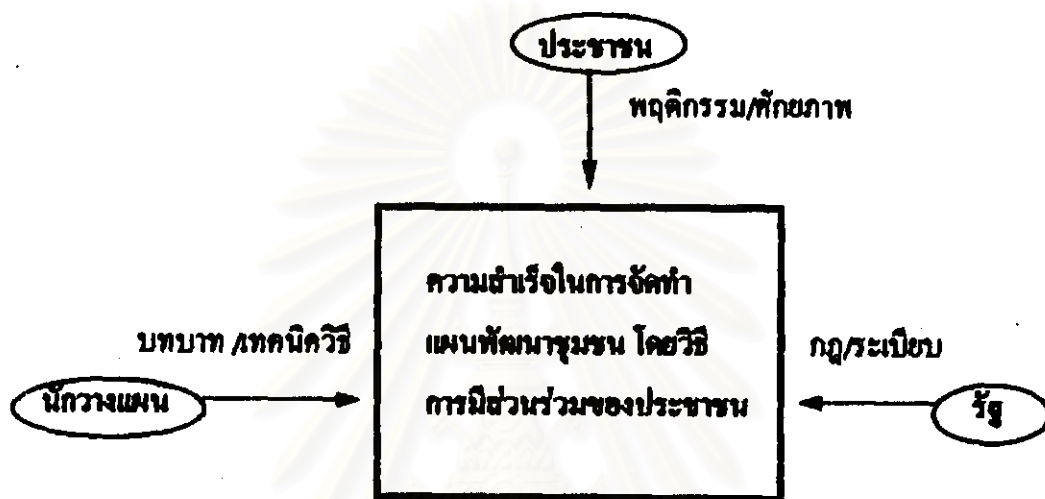 ประชาชน
พฤติกรรม/ศักยภาพ
ความสำเร็จในการจัดทำ
แผนพัฒนาชุมชน โดยวิธี
การมีส่วนร่วมของประชาชน
บทบาท /เทคนิควิธี
นักวางแผน
กฎ/ระเบียบ
รัฐ